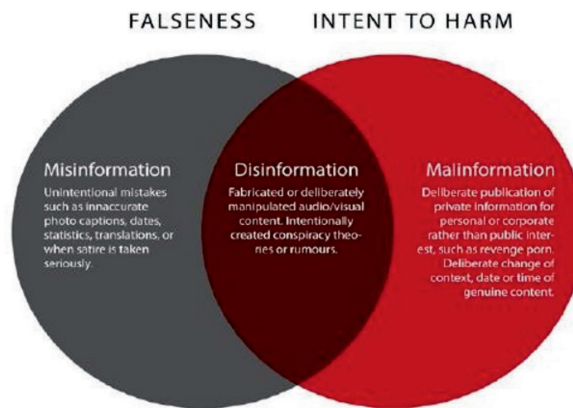 FALSENESS
INTENT TO HARM
Misinformation
Unintentional mistakes
such as innaccurate
photo captions, dates,
statistics, translations, or
when satire is taken
seriously.
Disinformation
Fabricated or deliberately
manipulated audio/visual
content. Intentionally
created conspiracy theo-
ries or rumours.
Malinformation
Deliberate publication of
private information for
personal or corporate
rather than public inter-
est, such as revenge porn.
Deliberate change of
context, date or time of
genuine content.